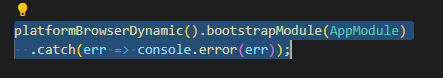 platformBrowserDynamic().bootstrapModule(AppModule)
  .catch(err => console.error(err));